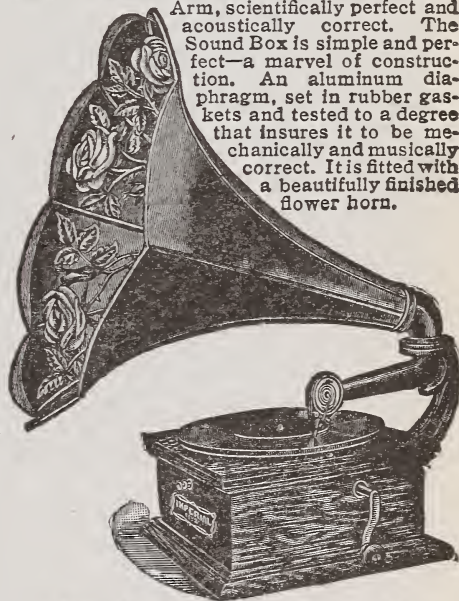 Arm, scientifically perfect and
acoustically correct. The
Sound Box is simple and per-
fect—a marvel of construc-
tion. An aluminum dia-
phragm, set in rubber gas-
kets and tested to a degree
that insures it to be me-
chanically and musically
correct. It is fitted with
a beautifully finished
flower horn.
IMPERIAL